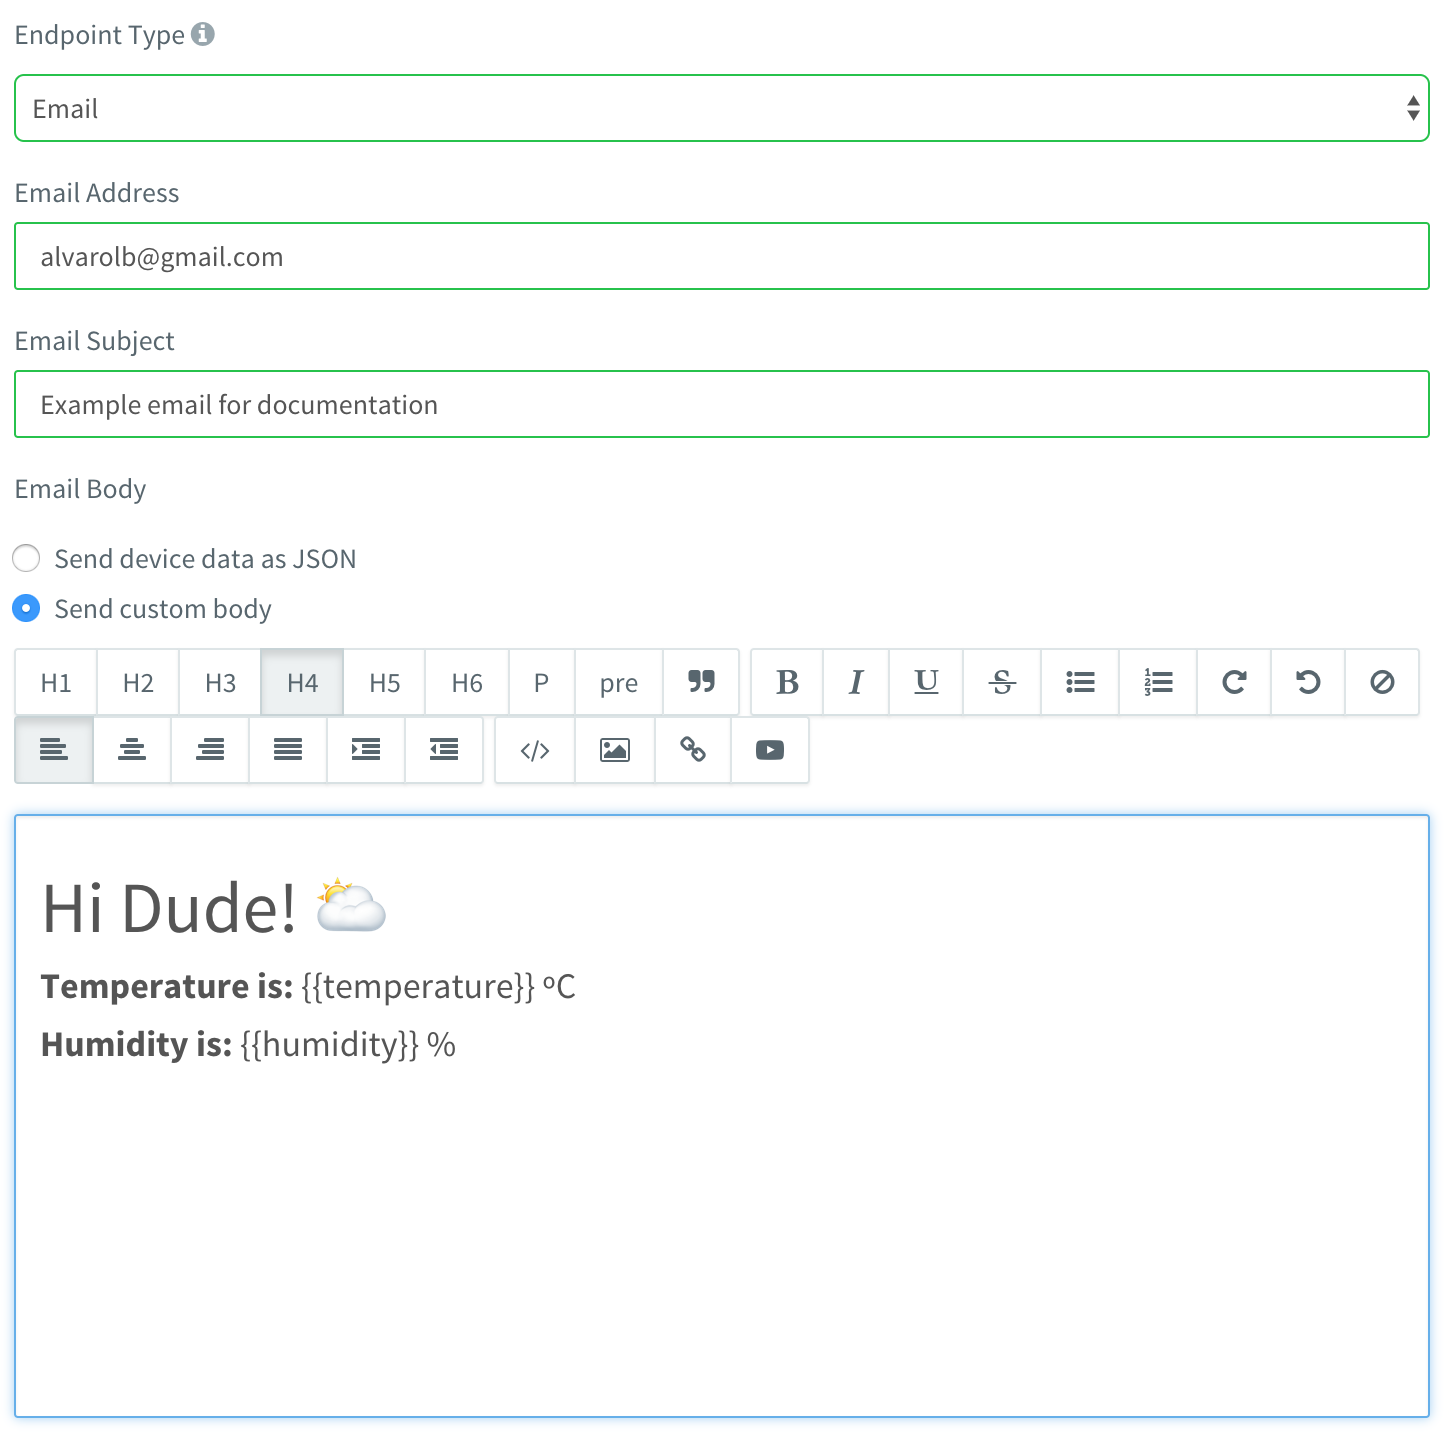 Endpoint Type
Email
Email Address
alvarolb@gmail.com
Email Subject
Example email for documentation
Email Body
Send device data as JSON
Send custom body
H1 H2 H3 H4 H5 H6 P pre B I U S
</>
Hi Dude! ⛅
Temperature is: {{temperature}} ºC
Humidity is: {{humidity}} %